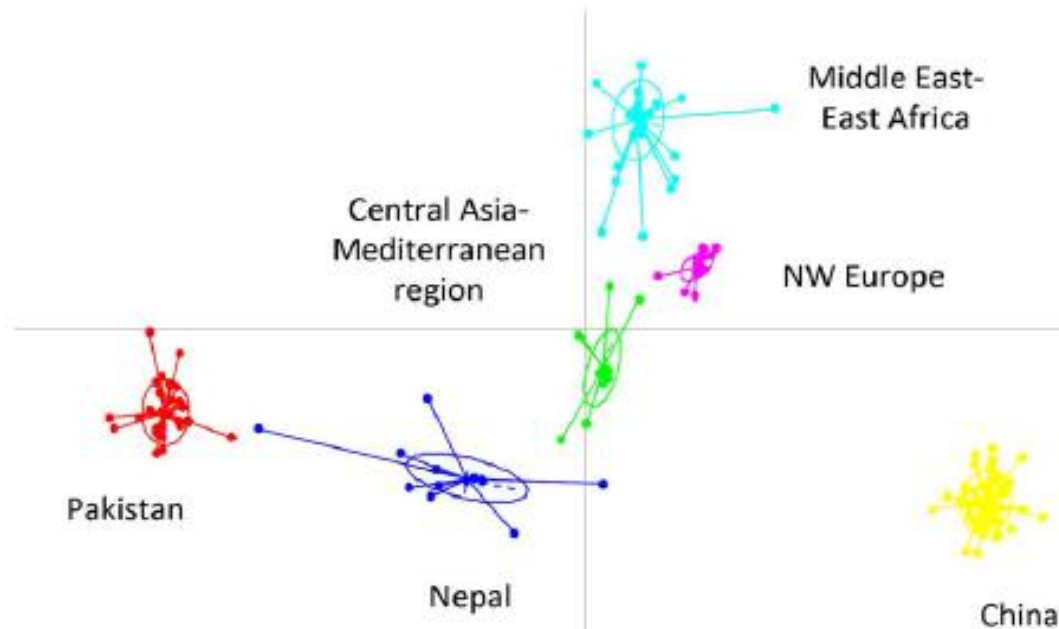 Middle East-
East Africa
Central Asia-
Mediterranean
region
NW Europe
Pakistan
Nepal
China